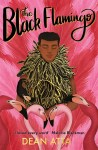 the
Black Flamingo
DEAN ATTA